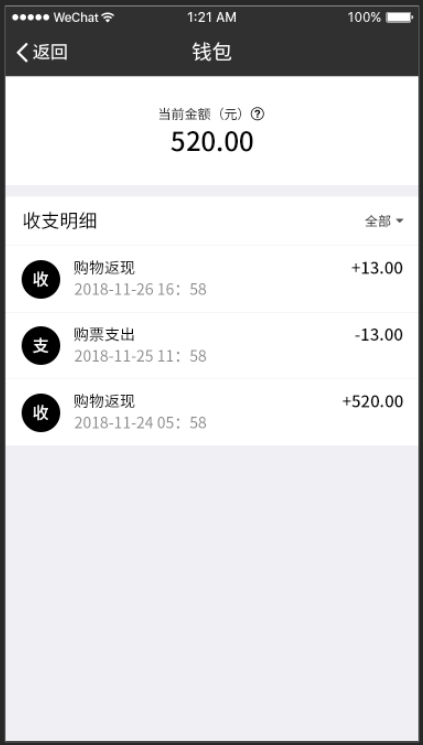 ●●●●● WeChat 1:21 AM 100%
返回 钱包
当前金额（元）?
520.00
收支明细 全部
收 购物返现 +13.00
2018-11-26 16：58
支 购票支出 -13.00
2018-11-25 11：58
收 购物返现 +520.00
2018-11-24 05：58